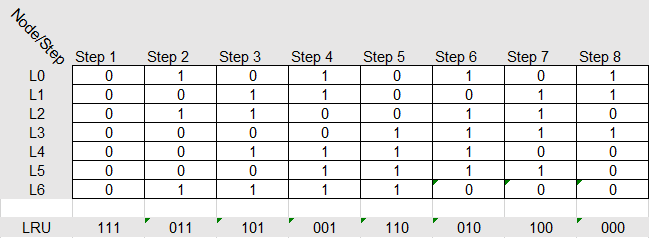 Node/Step Step 1 Step 2 Step 3 Step 4 Step 5 Step 6 Step 7 Step 8
L0 0 1 0 1 0 1 0 1
L1 0 0 1 1 0 0 1 1
L2 0 1 1 0 0 1 1 0
L3 0 0 0 0 1 1 1 1
L4 0 0 1 1 1 1 0 0
L5 0 0 0 1 1 1 1 0
L6 0 1 1 1 1 0 0 0
LRU 111 011 101 001 110 010 100 000